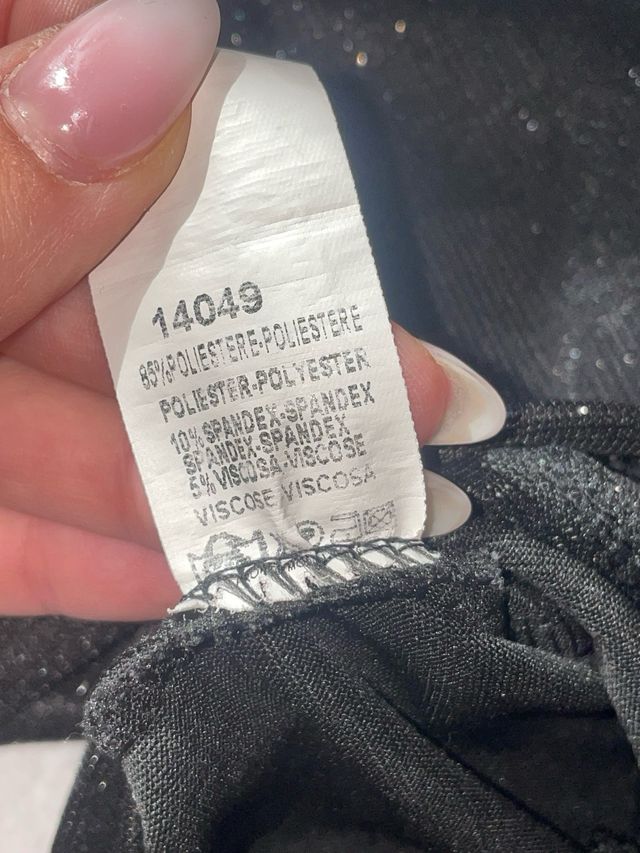 14049
85%POLIESTERE-POLIESTERE
POLIESTER-POLYESTER
10% SPANDEX-SPANDEX
SPANDEX-SPANDEX
5% VISCOSA-VISCOSE
VISCOSE VISCOSA